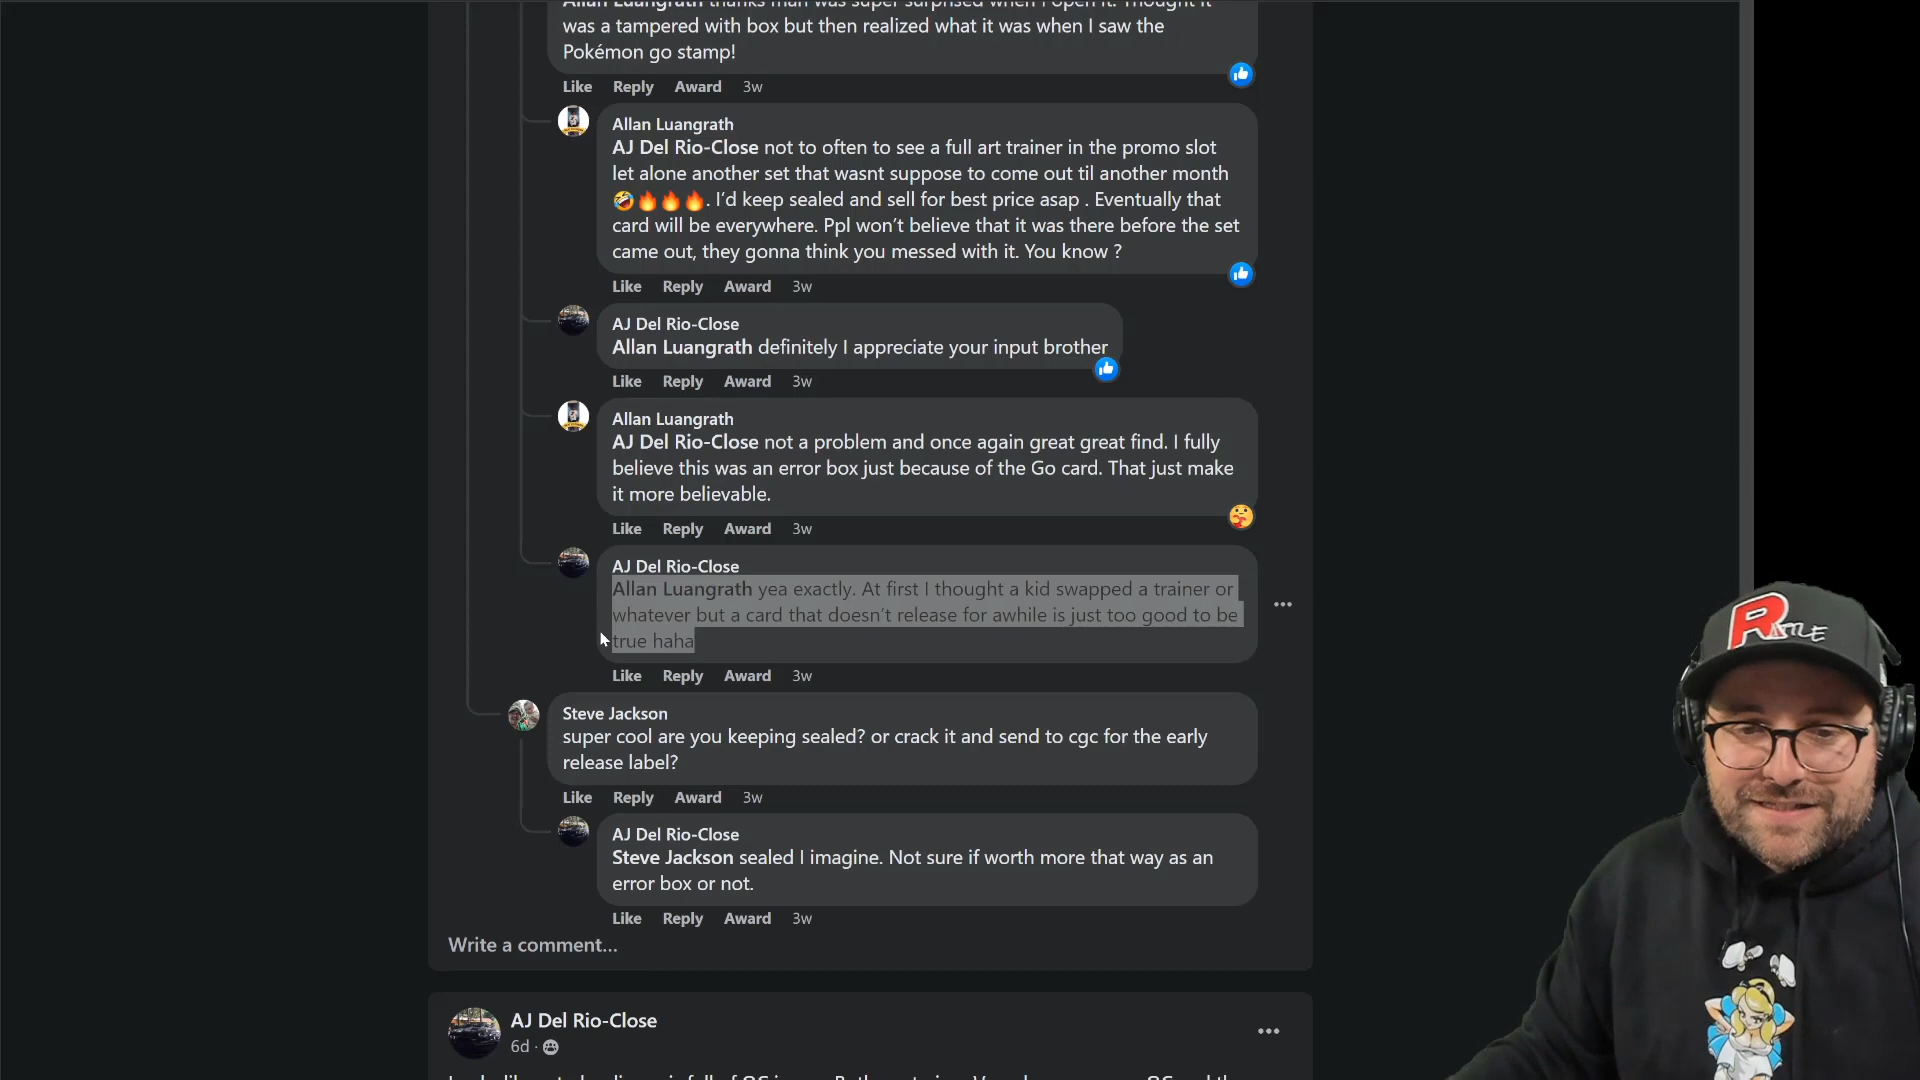 Allan Luangrath thanks man was super surprised when I open it. Thought it
was a tampered with box but then realized what it was when I saw the
Pokémon go stamp!
Like Reply Award 3w
Allan Luangrath
AJ Del Rio-Close not to often to see a full art trainer in the promo slot
let alone another set that wasnt suppose to come out til another month
🤣🔥🔥🔥. I'd keep sealed and sell for best price asap . Eventually that
card will be everywhere. Ppl won't believe that it was there before the set
came out, they gonna think you messed with it. You know ?
Like Reply Award 3w
AJ Del Rio-Close
Allan Luangrath definitely I appreciate your input brother
Like Reply Award 3w
Allan Luangrath
AJ Del Rio-Close not a problem and once again great great find. I fully
believe this was an error box just because of the Go card. That just make
it more believable.
Like Reply Award 3w
AJ Del Rio-Close
Allan Luangrath yea exactly. At first I thought a kid swapped a trainer or
whatever but a card that doesn't release for awhile is just too good to be
true haha
Like Reply Award 3w
Steve Jackson
super cool are you keeping sealed? or crack it and send to cgc for the early
release label?
Like Reply Award 3w
AJ Del Rio-Close
Steve Jackson sealed I imagine. Not sure if worth more that way as an
error box or not.
Like Reply Award 3w
Write a comment...
AJ Del Rio-Close
6d ·